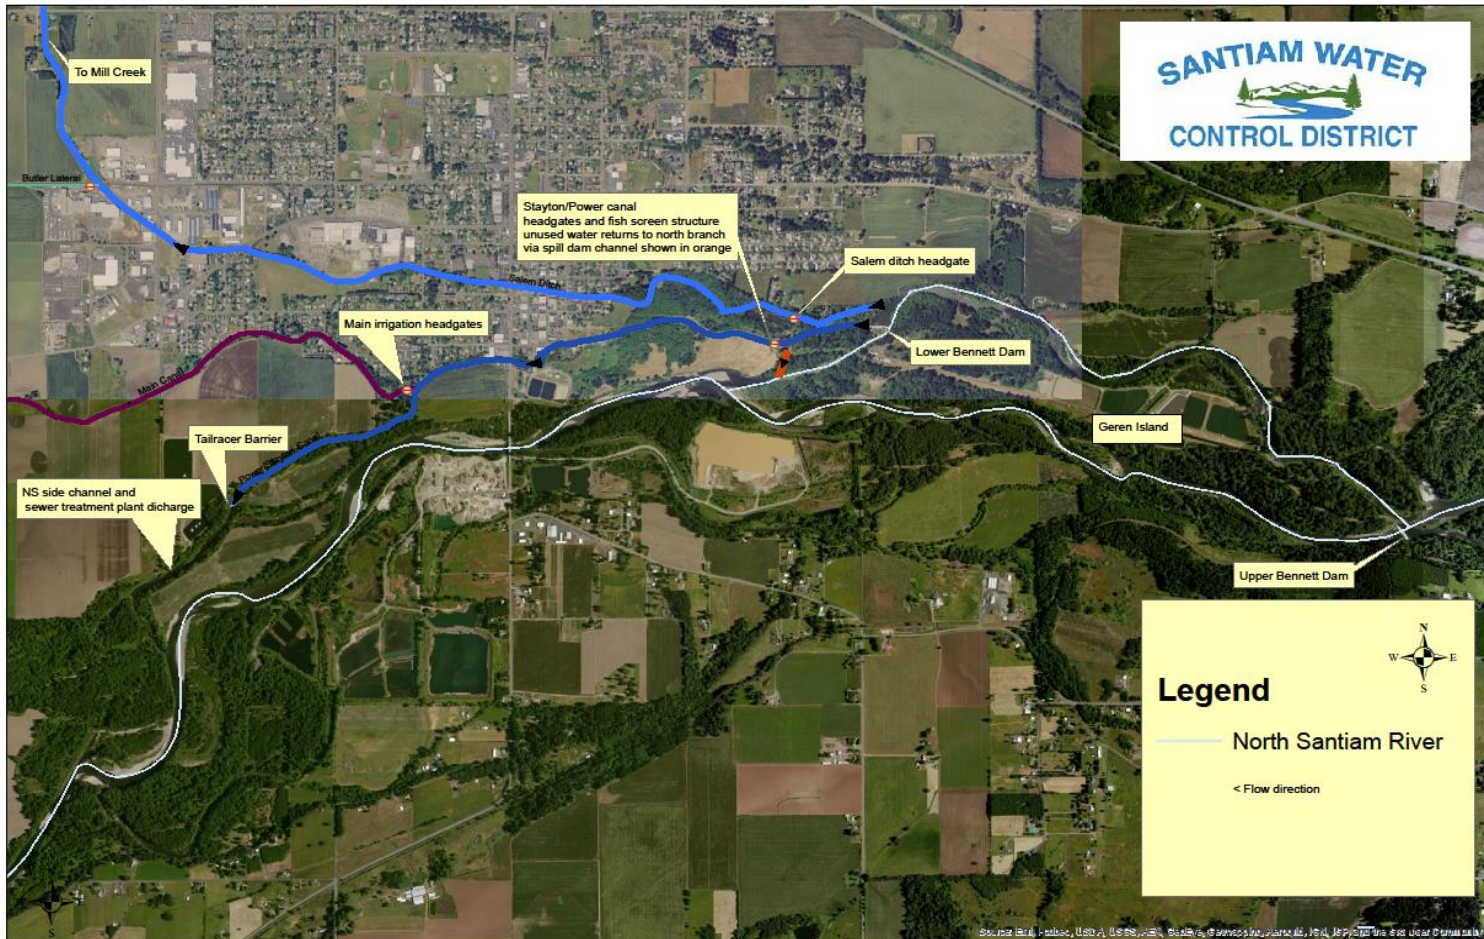 To Mill Creek
SANTIAM WATER
CONTROL DISTRICT
Butler Lateral
Stayton/Power canal
headgates and fish screen structure
unused water returns to north branch
via spill dam channel shown in orange
Salem ditch headgate
Salem Ditch
Main irrigation headgates
Lower Bennett Dam
Main Canal
Geren Island
Tailracer Barrier
NS side channel and
sewer treatment plant dicharge
Upper Bennett Dam
N
W
E
S
Legend
North Santiam River
< Flow direction
S